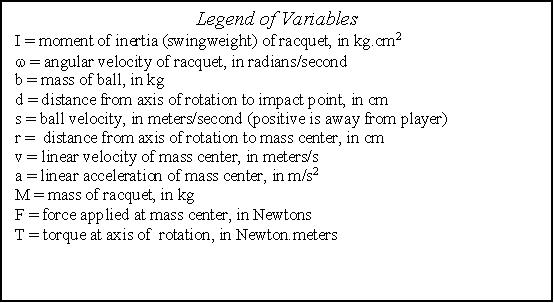 Legend of Variables
I = moment of inertia (swingweight) of racquet, in kg.cm²
ω = angular velocity of racquet, in radians/second
b = mass of ball, in kg
d = distance from axis of rotation to impact point, in cm
s = ball velocity, in meters/second (positive is away from player)
r = distance from axis of rotation to mass center, in cm
v = linear velocity of mass center, in meters/s
a = linear acceleration of mass center, in m/s²
M = mass of racquet, in kg
F = force applied at mass center, in Newtons
T = torque at axis of rotation, in Newton.meters